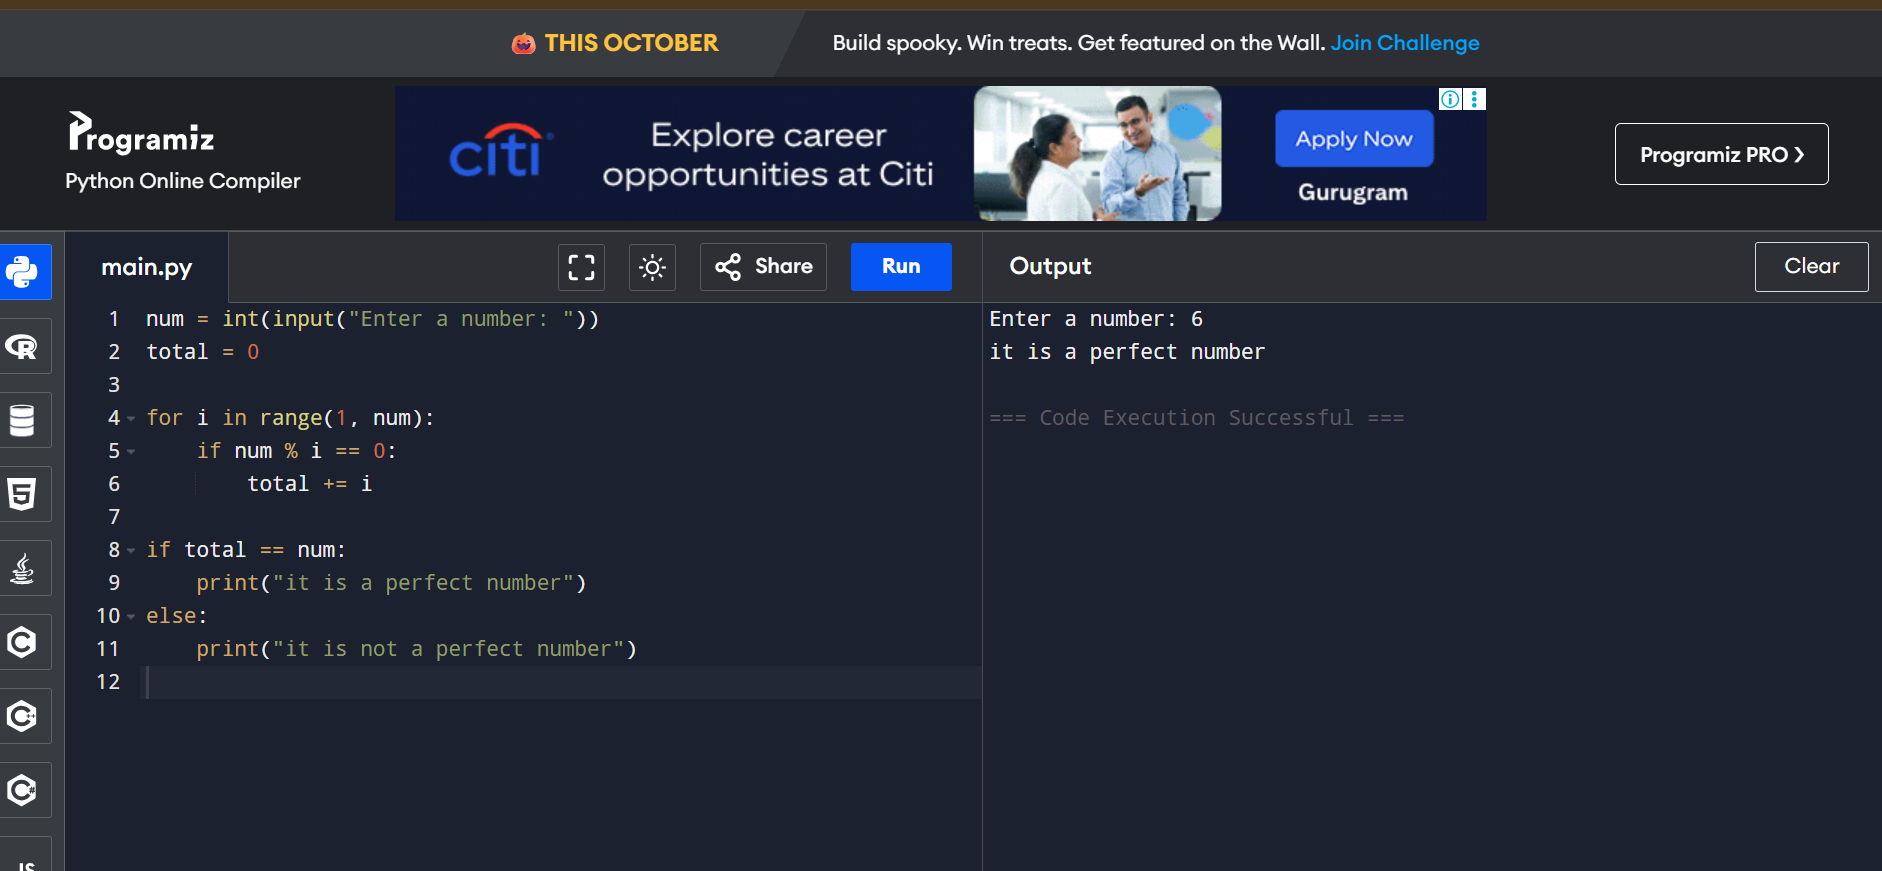 🎃 THIS OCTOBER
Build spooky. Win treats. Get featured on the Wall. Join Challenge
Programiz
Python Online Compiler
citi
Explore career
opportunities at Citi
Apply Now
Gurugram
Programiz PRO ❯
main.py
Share
Run
Output
Clear
1 num = int(input("Enter a number: "))
2 total = 0
3
4 for i in range(1, num):
5     if num % i == 0:
6         total += i
7
8 if total == num:
9     print("it is a perfect number")
10 else:
11     print("it is not a perfect number")
12
Enter a number: 6
it is a perfect number
=== Code Execution Successful ===
R
5
C
C++
C#
JS